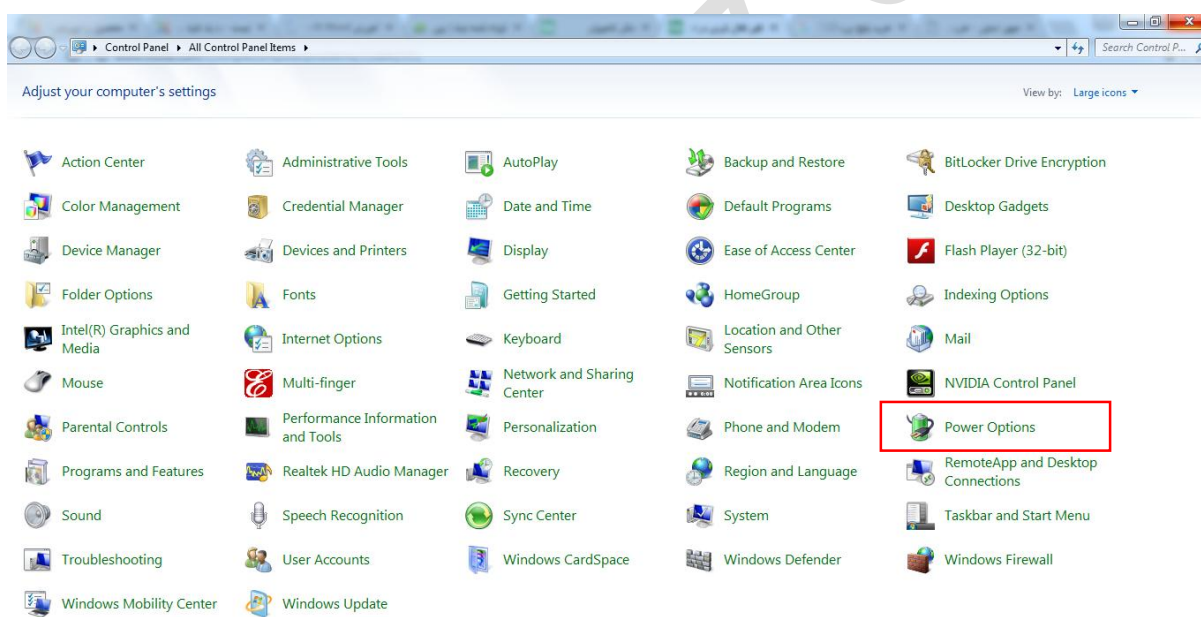 Control Panel All Control Panel Items
Search Control P...
Adjust your computer's settings
View by: Large icons
Action Center
Administrative Tools
AutoPlay
Backup and Restore
BitLocker Drive Encryption
Color Management
Credential Manager
Date and Time
Default Programs
Desktop Gadgets
Device Manager
Devices and Printers
Display
Ease of Access Center
Flash Player (32-bit)
Folder Options
Fonts
Getting Started
HomeGroup
Indexing Options
Intel(R) Graphics and
Media
Internet Options
Keyboard
Location and Other
Sensors
Mail
Mouse
Multi-finger
Network and Sharing
Center
Notification Area Icons
NVIDIA Control Panel
Parental Controls
Performance Information
and Tools
Personalization
Phone and Modem
Power Options
Programs and Features
Realtek HD Audio Manager
Recovery
Region and Language
RemoteApp and Desktop
Connections
Sound
Speech Recognition
Sync Center
System
Taskbar and Start Menu
Troubleshooting
User Accounts
Windows CardSpace
Windows Defender
Windows Firewall
Windows Mobility Center
Windows Update